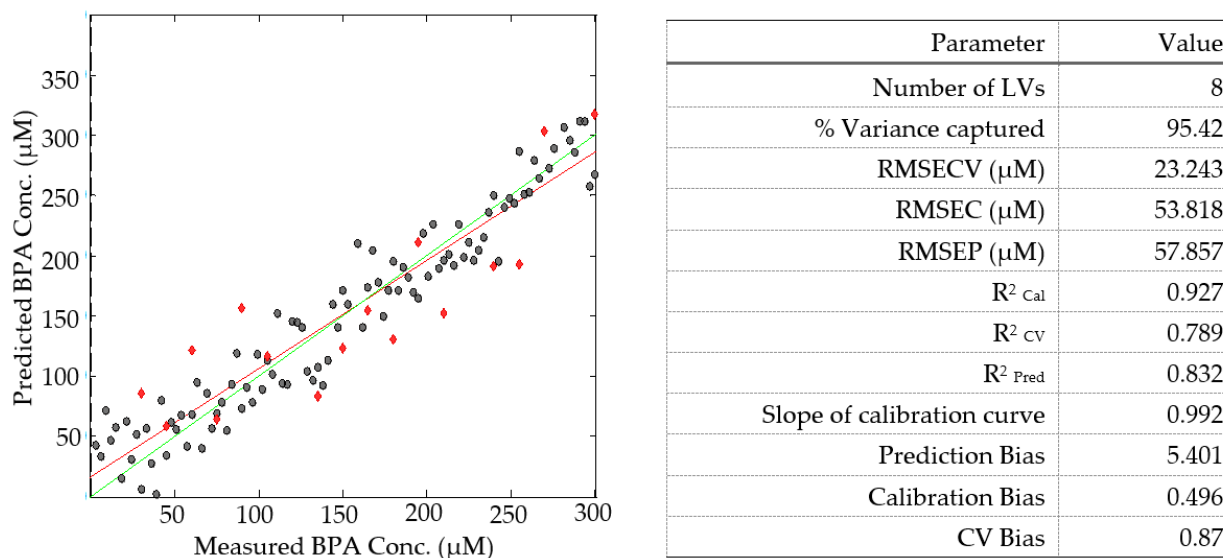 Predicted BPA Conc. (µM)
350
300
250
200
150
100
50
50 100 150 200 250 300
Measured BPA Conc. (µM)
Parameter Value
Number of LVs 8
% Variance captured 95.42
RMSECV (µM) 23.243
RMSEC (µM) 53.818
RMSEP (µM) 57.857
R² Cal 0.927
R² CV 0.789
R² Pred 0.832
Slope of calibration curve 0.992
Prediction Bias 5.401
Calibration Bias 0.496
CV Bias 0.87